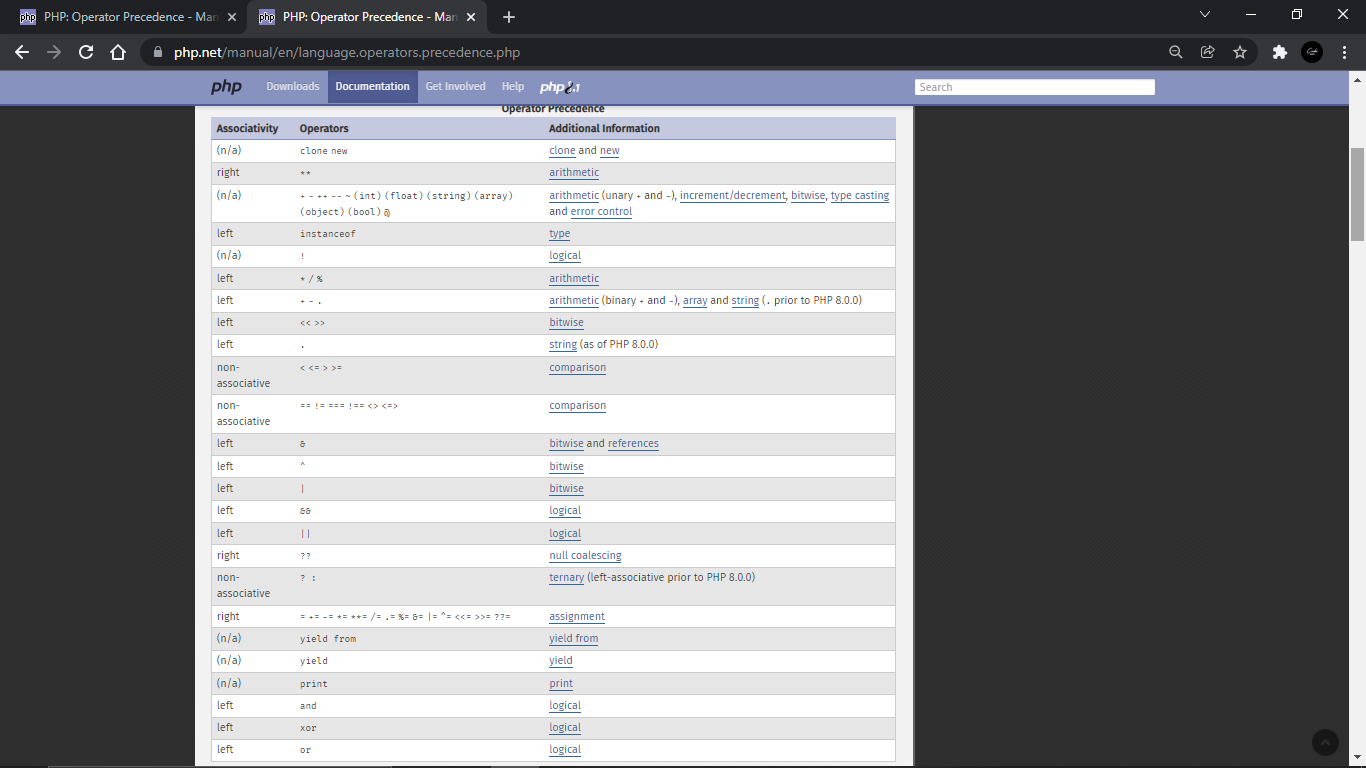 php PHP: Operator Precedence - Man
php PHP: Operator Precedence - Man
php.net/manual/en/language.operators.precedence.php
php Downloads Documentation Get Involved Help php8.1 Search
Operator Precedence
Associativity Operators Additional Information
(n/a) clone new clone and new
right ** arithmetic
(n/a) + - ++ -- ~ (int) (float) (string) (array) arithmetic (unary + and -), increment/decrement, bitwise, type casting
(object) (bool) @ and error control
left instanceof type
(n/a) ! logical
left * / % arithmetic
left + - . arithmetic (binary + and -), array and string (. prior to PHP 8.0.0)
left << >> bitwise
left . string (as of PHP 8.0.0)
non- < <= > >= comparison
associative
non- == != === !== <> <=> comparison
associative
left & bitwise and references
left ^ bitwise
left | bitwise
left && logical
left || logical
right ?? null coalescing
non- ? : ternary (left-associative prior to PHP 8.0.0)
associative
right = += -= *= **= /= .= %= &= |= ^= <<= >>= ??= assignment
(n/a) yield from yield from
(n/a) yield yield
(n/a) print print
left and logical
left xor logical
left or logical